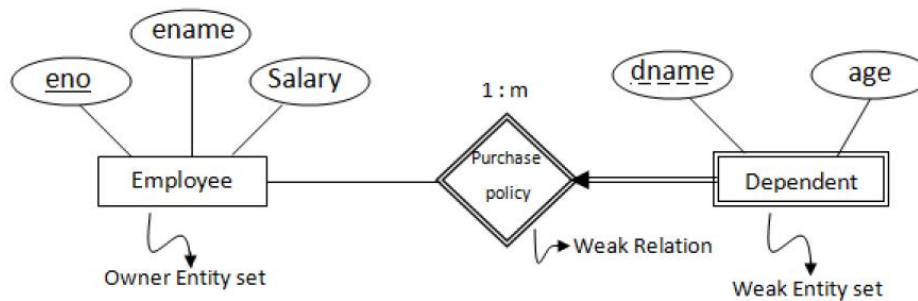 ename
eno
Salary
1 : m
dname
age
Employee
Purchase
policy
Dependent
Owner Entity set
Weak Relation
Weak Entity set